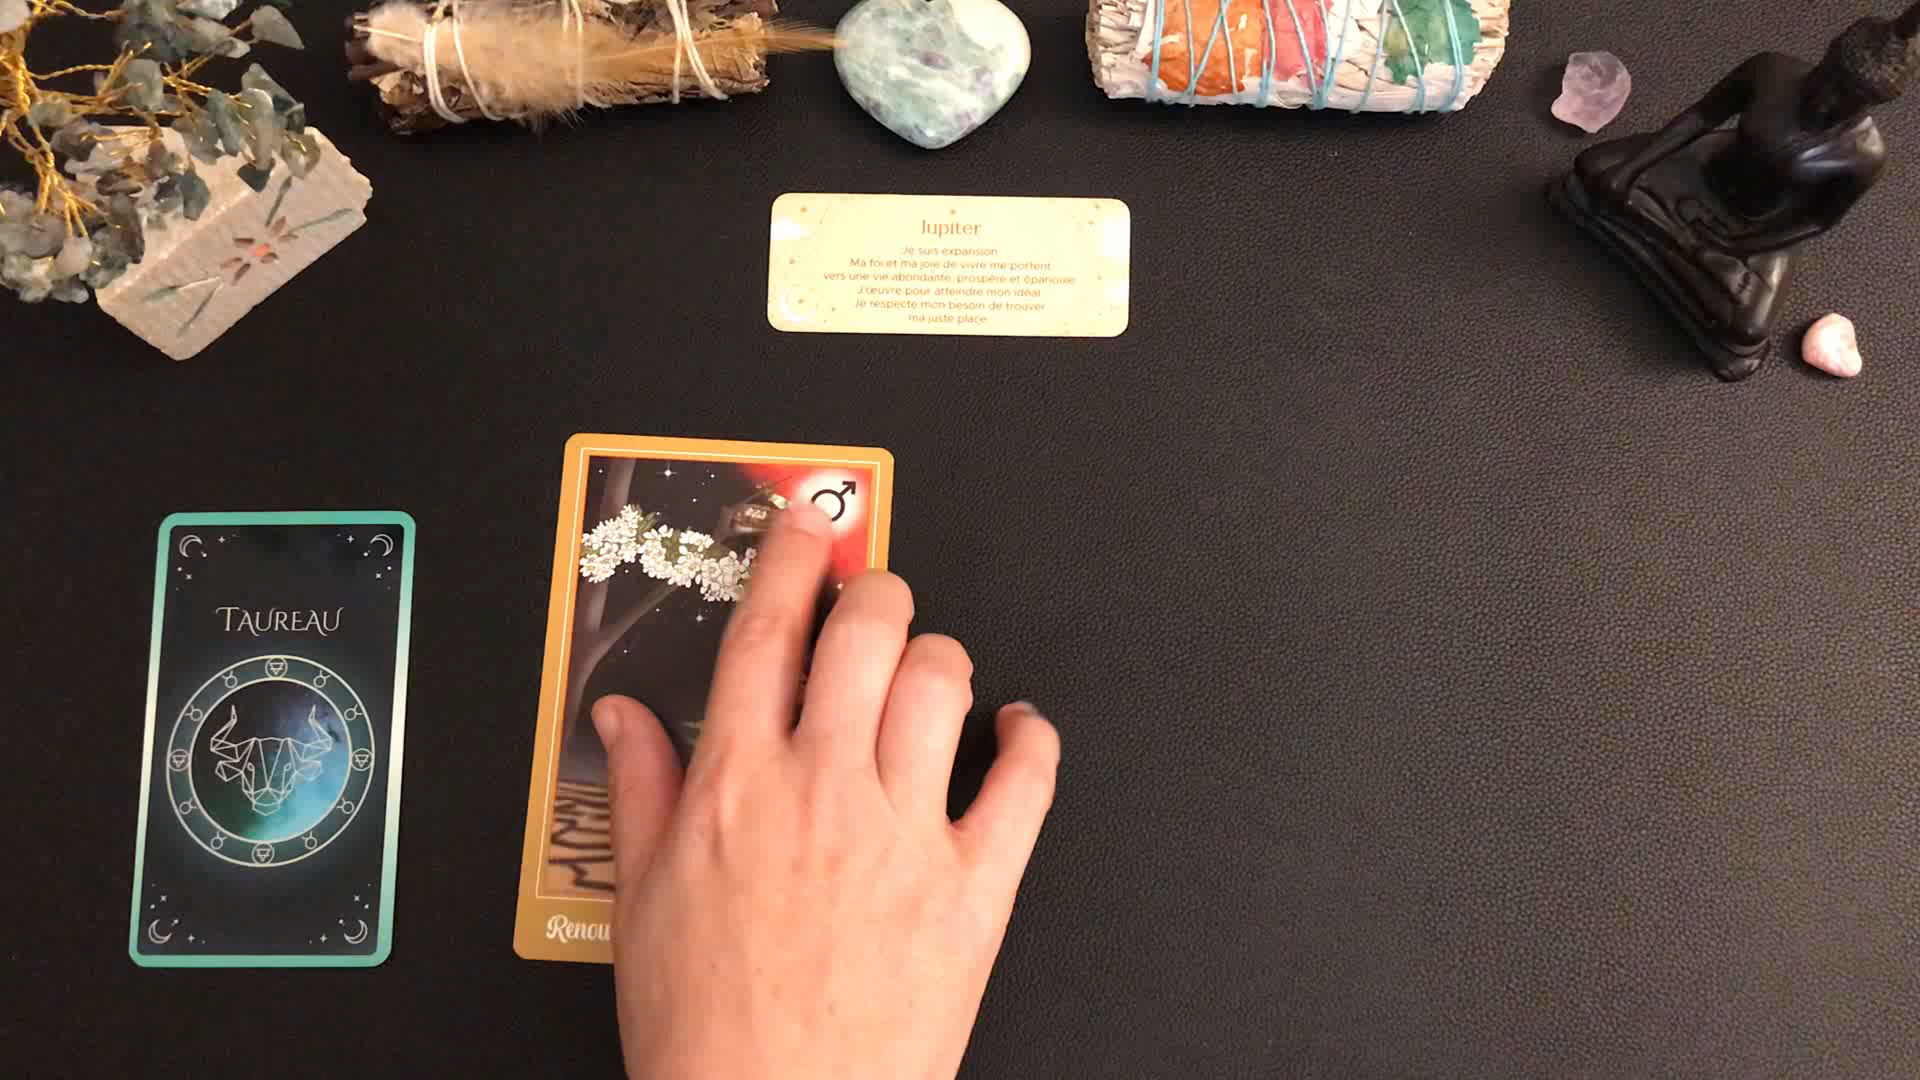 Jupiter
Je suis expansion
Ma foi et ma joie de vivre me portent
vers une vie abondante, prospère et épanouie
J'œuvre pour atteindre mon idéal
Je respecte mon besoin de trouver
ma juste place
TAUREAU
Renou